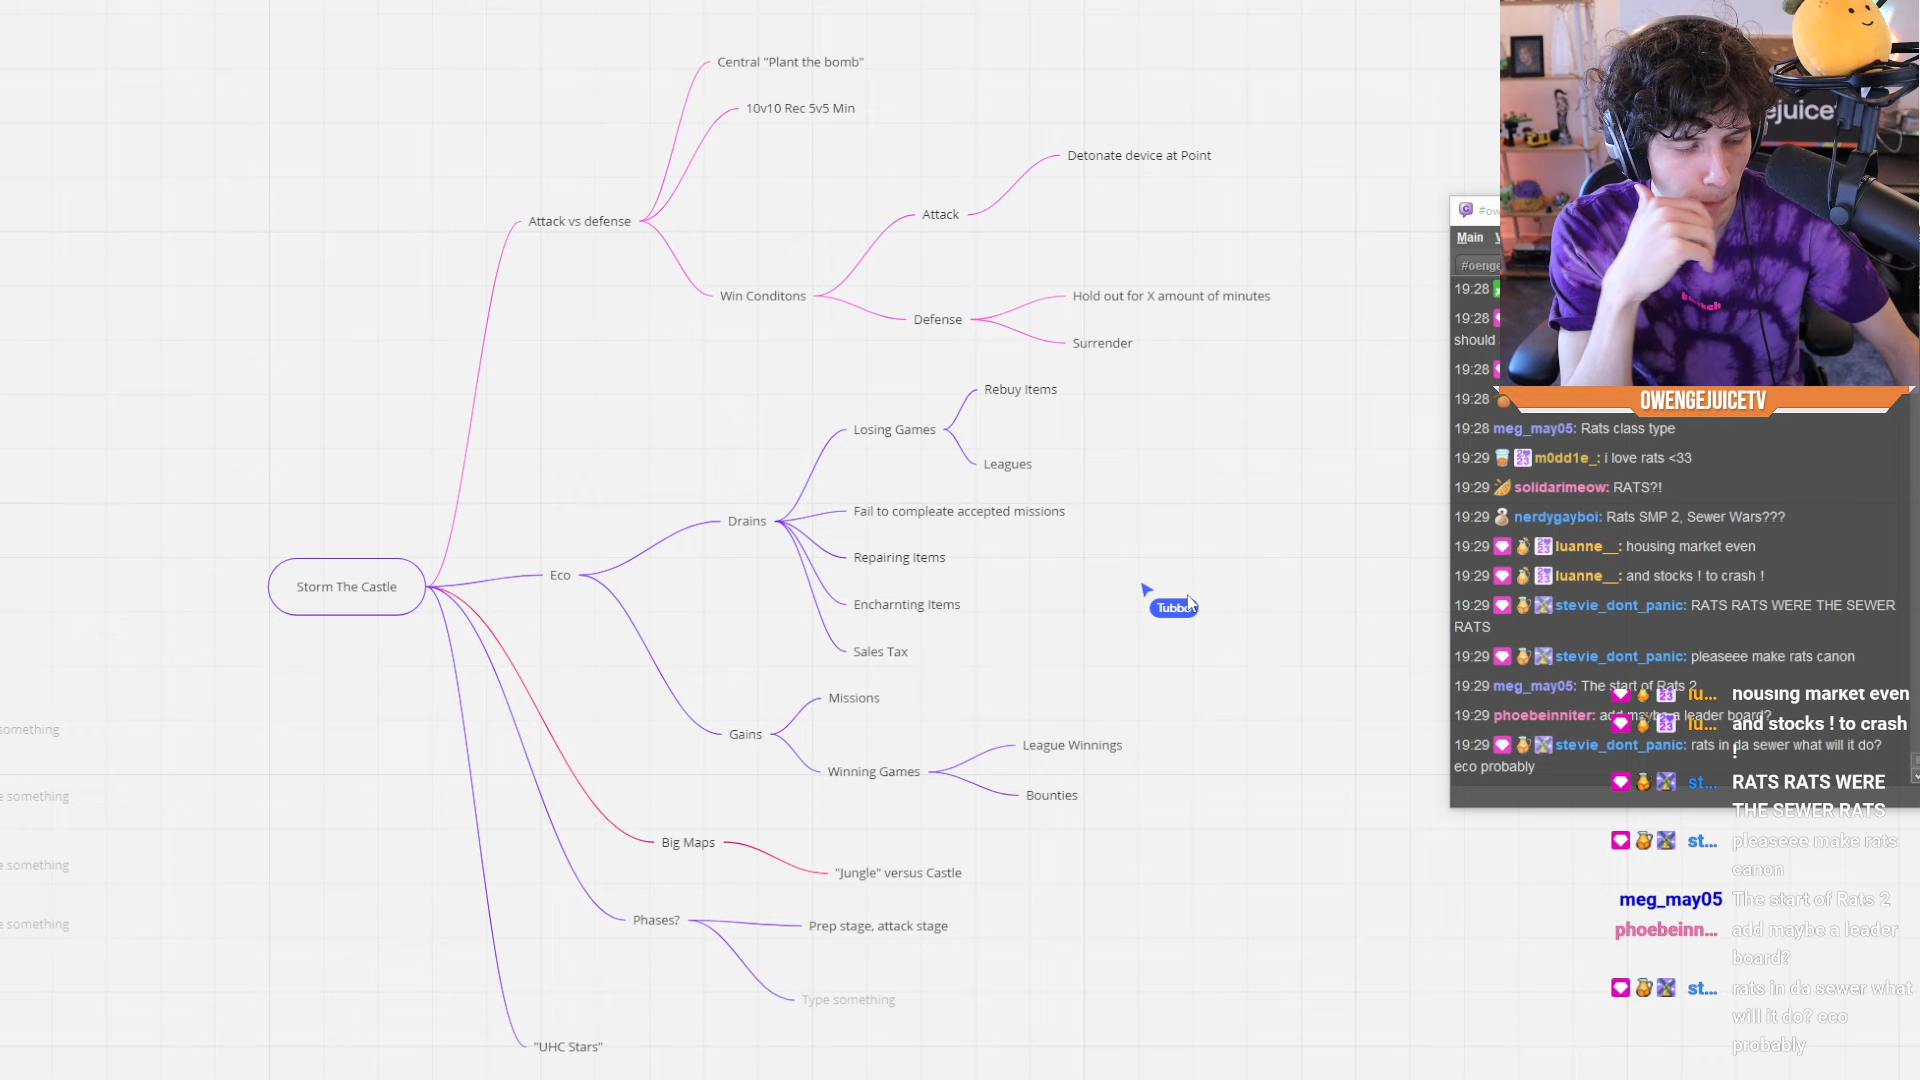 Central "Plant the bomb"
10v10 Rec 5v5 Min
Detonate device at Point
Attack vs defense
Attack
Win Conditons
Hold out for X amount of minutes
Defense
Surrender
Rebuy Items
Losing Games
Leagues
Drains
Fail to compleate accepted missions
Repairing Items
Eco
Storm The Castle
Encharnting Items
Sales Tax
Tubbo
Missions
Gains
League Winnings
Winning Games
Bounties
Big Maps
"Jungle" versus Castle
Phases?
Prep stage, attack stage
Type something
"UHC Stars"
something
e something
e something
e something
ejuice
twitch
OWENGEJUICETV
Main
#oenge
19:28
19:28
should
19:28
19:28
19:28 meg_may05: Rats class type
19:29 m0dd1e_: i love rats <33
19:29 solidarimeow: RATS?!
19:29 nerdygayboi: Rats SMP 2, Sewer Wars???
19:29 luanne__: housing market even
19:29 luanne__: and stocks ! to crash !
19:29 stevie_dont_panic: RATS RATS WERE THE SEWER
RATS
19:29 stevie_dont_panic: pleaseee make rats canon
19:29 meg_may05: The start of Rats 2
19:29 phoebeinniter: add maybe a leader board?
19:29 stevie_dont_panic: rats in da sewer what will it do?
eco probably
lu... housing market even
lu... and stocks ! to crash
!
st... RATS RATS WERE
THE SEWER RATS
st... pleaseee make rats
canon
meg_may05 The start of Rats 2
phoebeinn... add maybe a leader
board?
st... rats in da sewer what
will it do? eco
probably